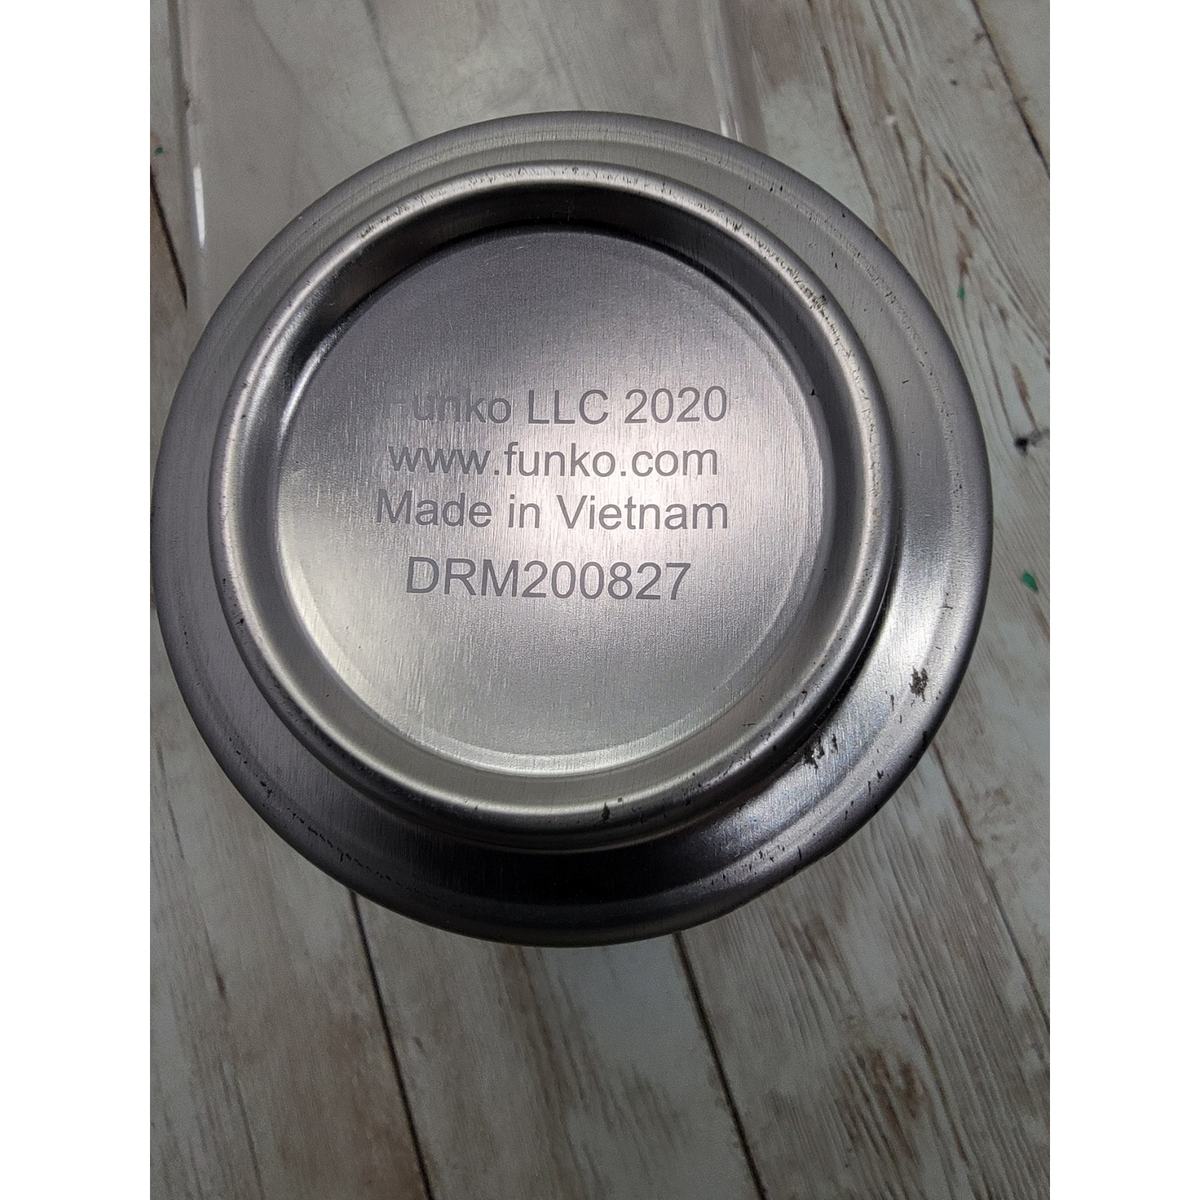 Funko LLC 2020
www.funko.com
Made in Vietnam
DRM200827